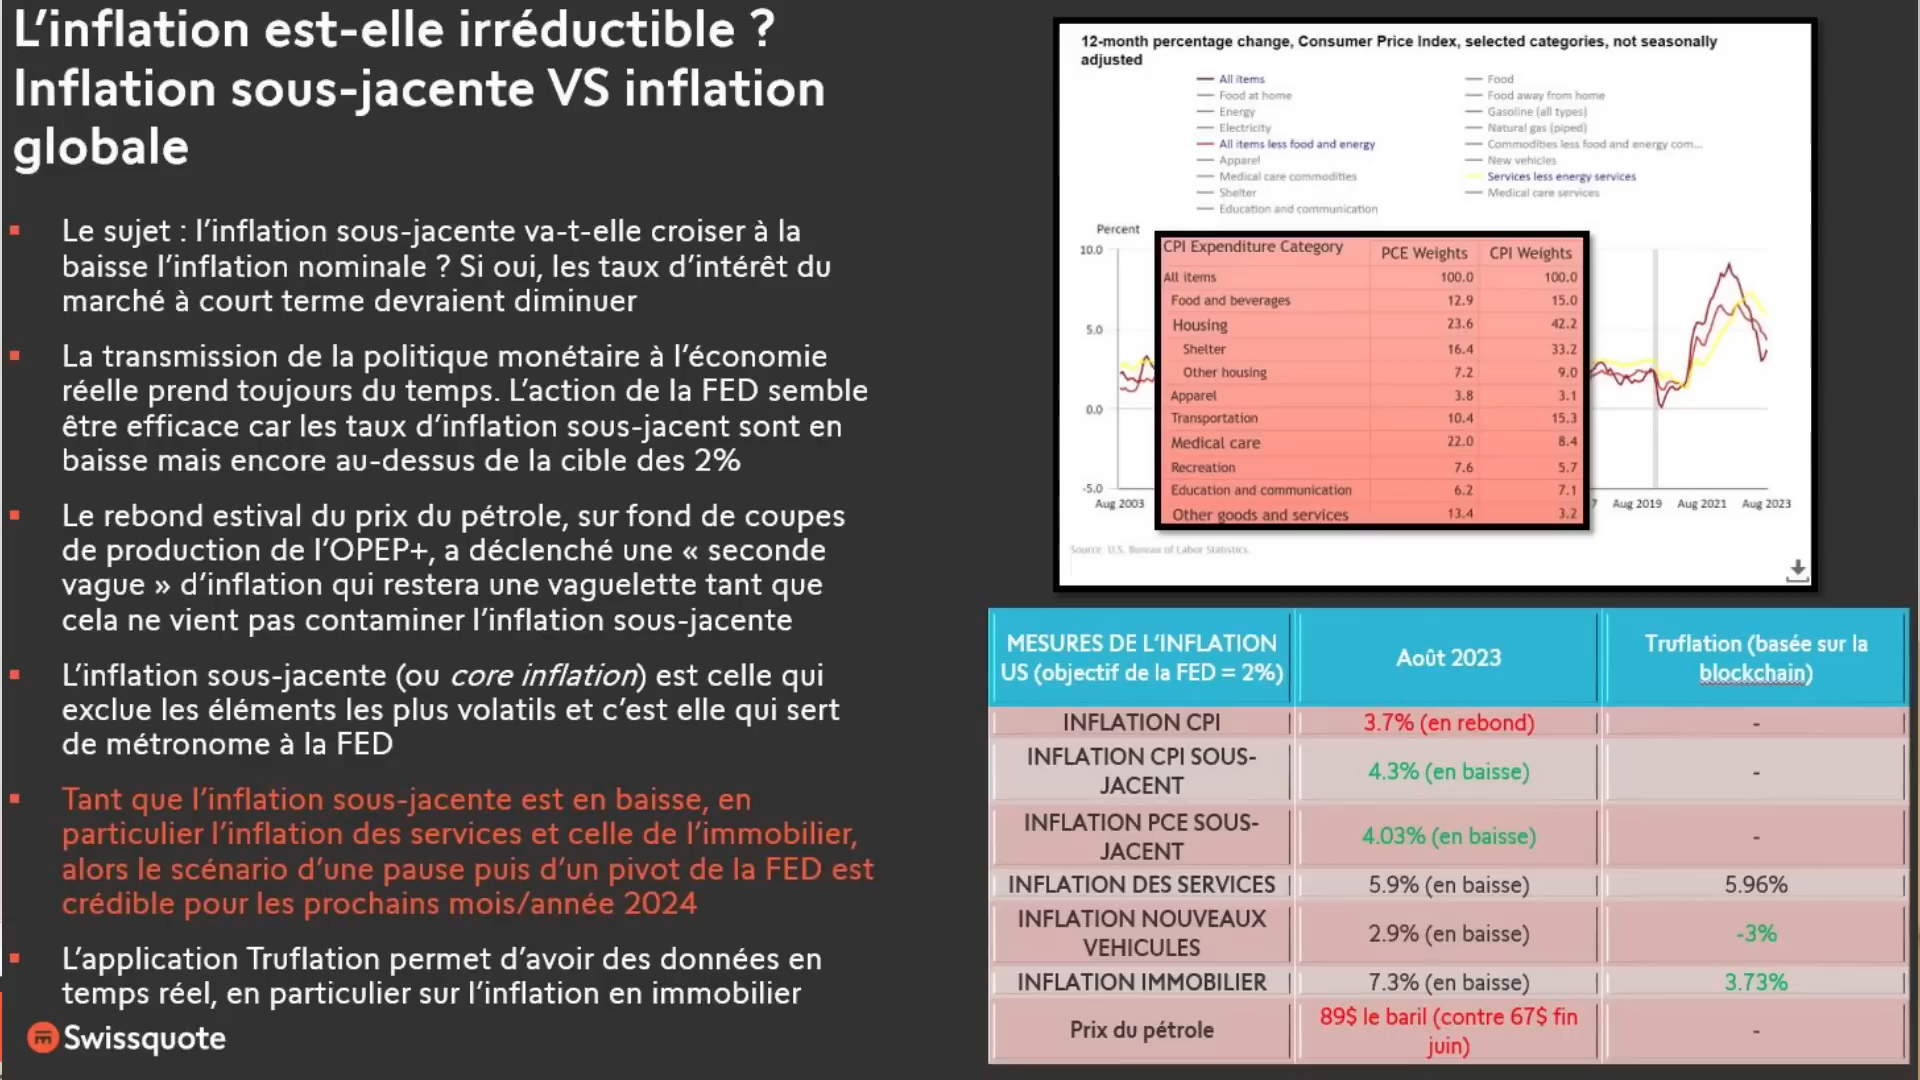 L'inflation est-elle irréductible ?
Inflation sous-jacente VS inflation
globale
▪ Le sujet : l'inflation sous-jacente va-t-elle croiser à la
baisse l'inflation nominale ? Si oui, les taux d'intérêt du
marché à court terme devraient diminuer
▪ La transmission de la politique monétaire à l'économie
réelle prend toujours du temps. L'action de la FED semble
être efficace car les taux d'inflation sous-jacent sont en
baisse mais encore au-dessus de la cible des 2%
▪ Le rebond estival du prix du pétrole, sur fond de coupes
de production de l'OPEP+, a déclenché une « seconde
vague » d'inflation qui restera une vaguelette tant que
cela ne vient pas contaminer l'inflation sous-jacente
▪ L'inflation sous-jacente (ou core inflation) est celle qui
exclue les éléments les plus volatils et c'est elle qui sert
de métronome à la FED
▪ Tant que l'inflation sous-jacente est en baisse, en
particulier l'inflation des services et celle de l'immobilier,
alors le scénario d'une pause puis d'un pivot de la FED est
crédible pour les prochains mois/année 2024
▪ L'application Truflation permet d'avoir des données en
temps réel, en particulier sur l'inflation en immobilier
Swissquote
12-month percentage change, Consumer Price Index, selected categories, not seasonally
adjusted
All items
Food at home
Energy
Electricity
All items less food and energy
Apparel
Medical care commodities
Shelter
Education and communication
Food
Food away from home
Gasoline (all types)
Natural gas (piped)
Commodities less food and energy com...
New vehicles
Services less energy services
Medical care services
Percent
10.0
5.0
0.0
-5.0
Aug 2003
7 Aug 2019 Aug 2021 Aug 2023
CPI Expenditure Category PCE Weights CPI Weights
All items 100.0 100.0
Food and beverages 12.9 15.0
Housing 23.6 42.2
Shelter 16.4 33.2
Other housing 7.2 9.0
Apparel 3.8 3.1
Transportation 10.4 15.3
Medical care 22.0 8.4
Recreation 7.6 5.7
Education and communication 6.2 7.1
Other goods and services 13.4 3.2
Source: U.S. Bureau of Labor Statistics.
MESURES DE L'INFLATION
US (objectif de la FED = 2%)
Août 2023
Truflation (basée sur la
blockchain)
INFLATION CPI 3.7% (en rebond) -
INFLATION CPI SOUS-
JACENT
4.3% (en baisse) -
INFLATION PCE SOUS-
JACENT
4.03% (en baisse) -
INFLATION DES SERVICES 5.9% (en baisse) 5.96%
INFLATION NOUVEAUX
VEHICULES
2.9% (en baisse) -3%
INFLATION IMMOBILIER 7.3% (en baisse) 3.73%
Prix du pétrole
89$ le baril (contre 67$ fin
juin)
-